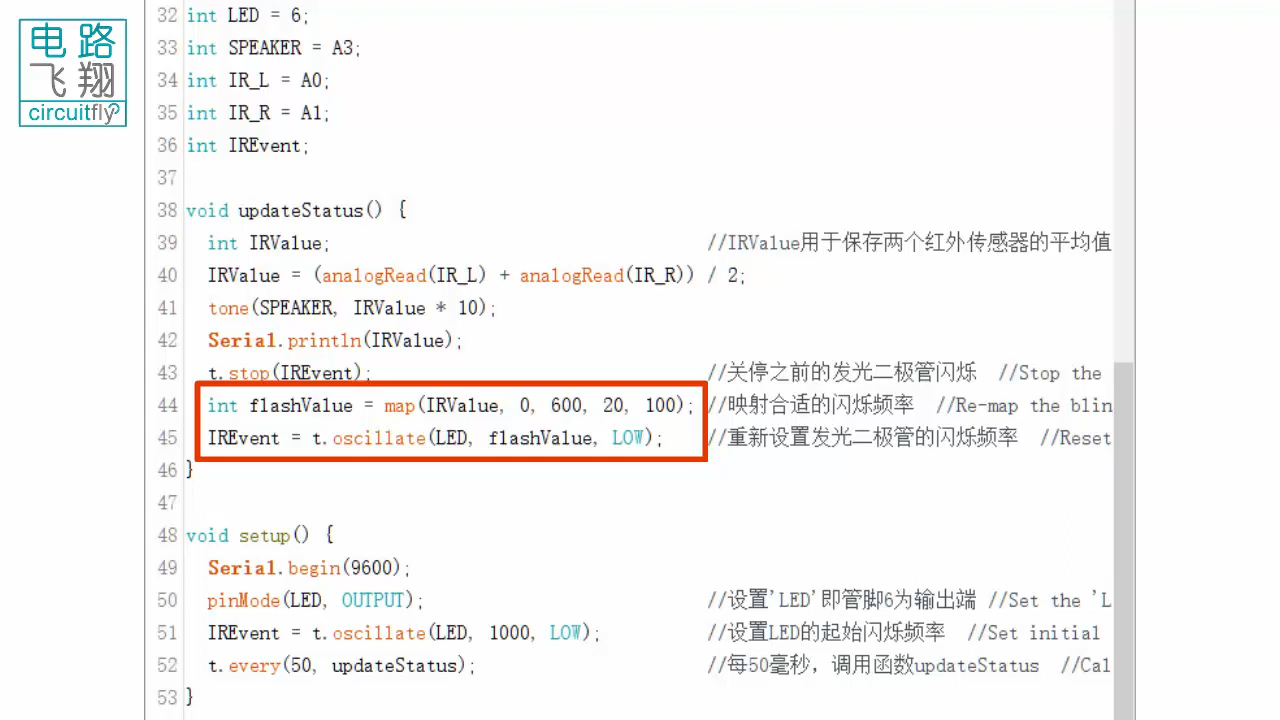 电路
飞翔
circuitfly
32 int LED = 6;
33 int SPEAKER = A3;
34 int IR_L = A0;
35 int IR_R = A1;
36 int IREvent;
37
38 void updateStatus() {
39 int IRValue; //IRValue用于保存两个红外传感器的平均值
40 IRValue = (analogRead(IR_L) + analogRead(IR_R)) / 2;
41 tone(SPEAKER, IRValue * 10);
42 Serial.println(IRValue);
43 t.stop(IREvent); //关停之前的发光二极管闪烁 //Stop the
44 int flashValue = map(IRValue, 0, 600, 20, 100); //映射合适的闪烁频率 //Re-map the blin
45 IREvent = t.oscillate(LED, flashValue, LOW); //重新设置发光二极管的闪烁频率 //Reset
46 }
47
48 void setup() {
49 Serial.begin(9600);
50 pinMode(LED, OUTPUT); //设置'LED'即管脚6为输出端 //Set the 'L
51 IREvent = t.oscillate(LED, 1000, LOW); //设置LED的起始闪烁频率 //Set initial
52 t.every(50, updateStatus); //每50毫秒，调用函数updateStatus //Cal
53 }